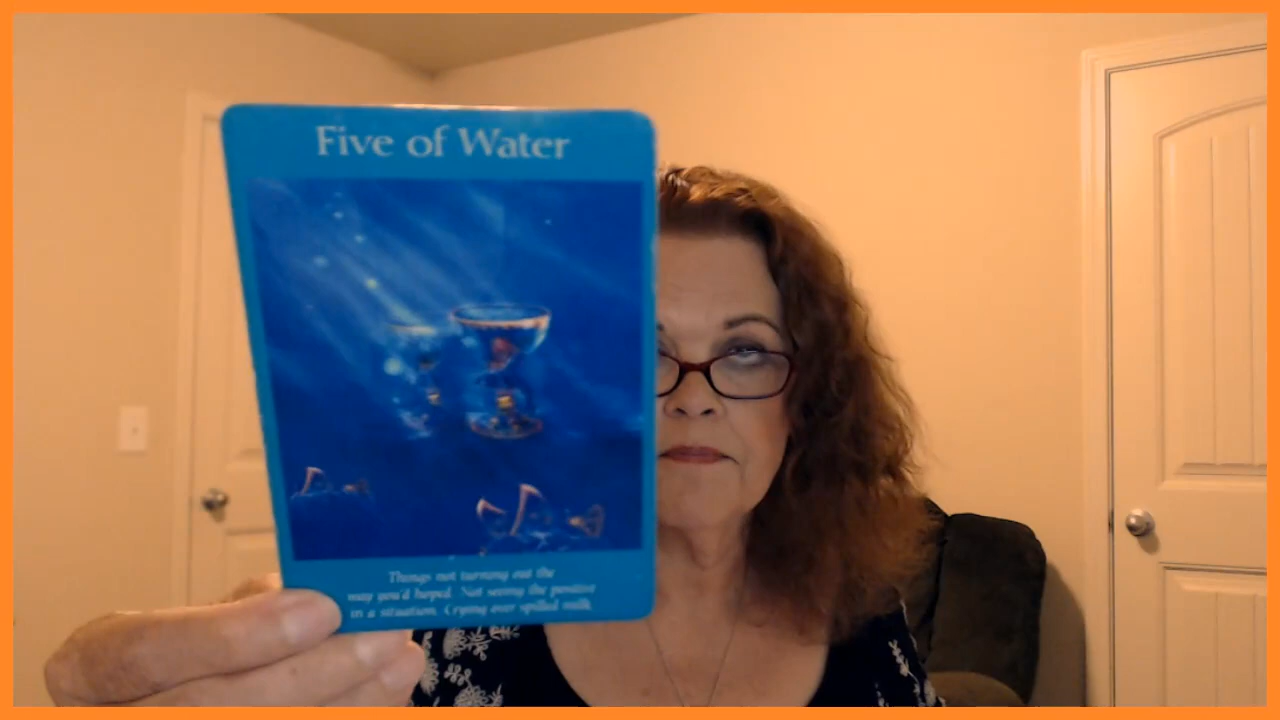 Five of Water
Things not turning out the
way you'd hoped. Not seeing the positive
in a situation. Crying over spilled milk.